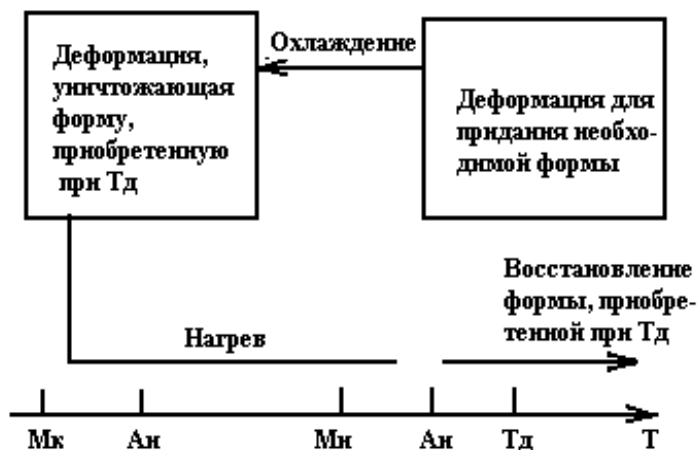 Деформация,
уничтожающая
форму,
приобретенную
при Тд
Охлаждение
Деформация для
придания необхо-
димой формы
Восстановление
формы, приобре-
тенной при Тд
Нагрев
Мк
Ан
Мн
Ан
Тд
Т